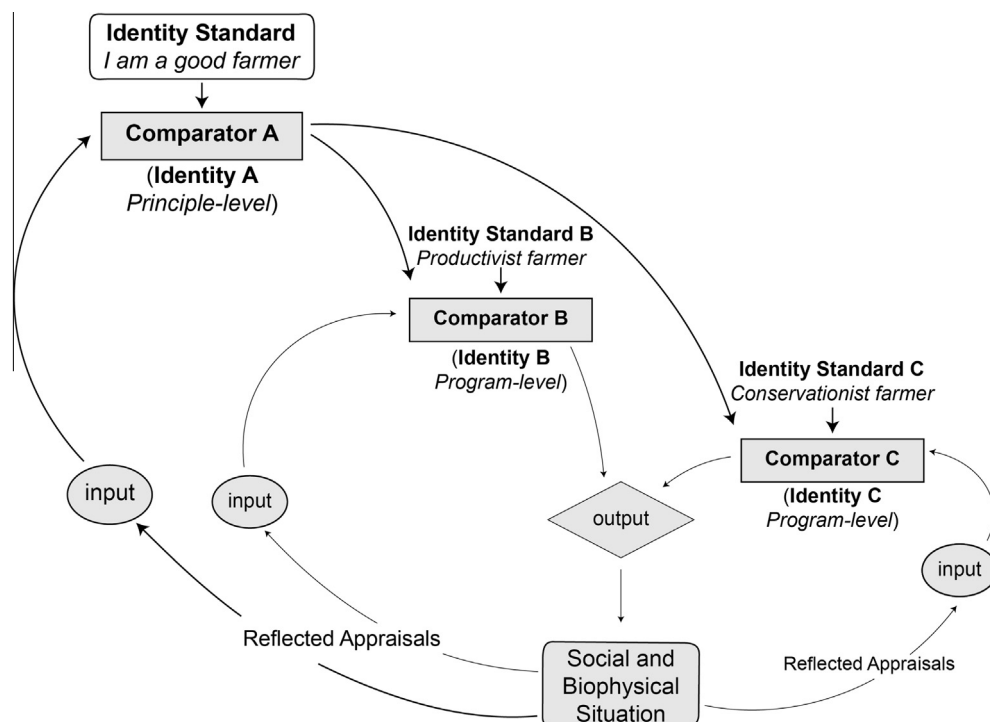 Identity Standard
I am a good farmer
Comparator A
(Identity A
Principle-level)
Identity Standard B
Productivist farmer
Comparator B
(Identity B
Program-level)
Identity Standard C
Conservationist farmer
Comparator C
(Identity C
Program-level)
input
input
output
input
Reflected Appraisals
Reflected Appraisals
Social and
Biophysical
Situation